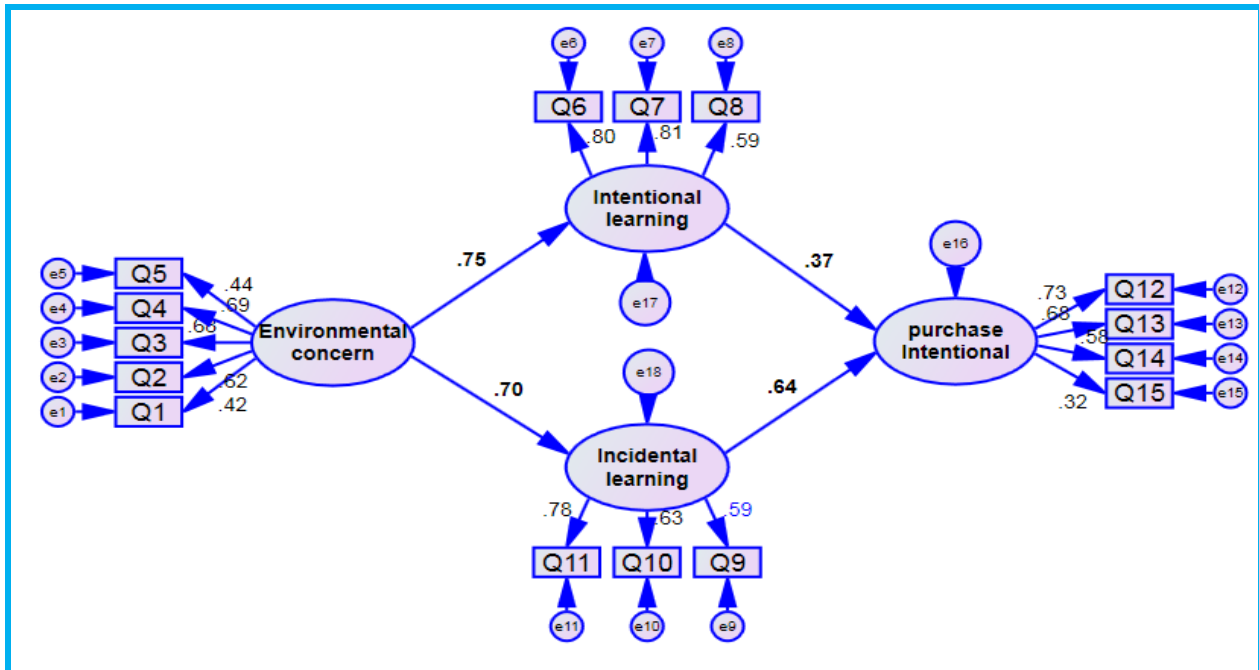 e6 e7 e8
Q6 Q7 Q8
.80 .81 .59
Intentional
learning
e17
.75
.37
e5 Q5 .44
e4 Q4 .69
e3 Q3 .66
e2 Q2 .62
e1 Q1 .42
Environmental
concern
e16
purchase
Intentional
.73 Q12 e12
.68 Q13 e13
.58 Q14 e14
.32 Q15 e15
.70
.64
e18
Incidental
learning
.78 .63 .59
Q11 Q10 Q9
e11 e10 e9